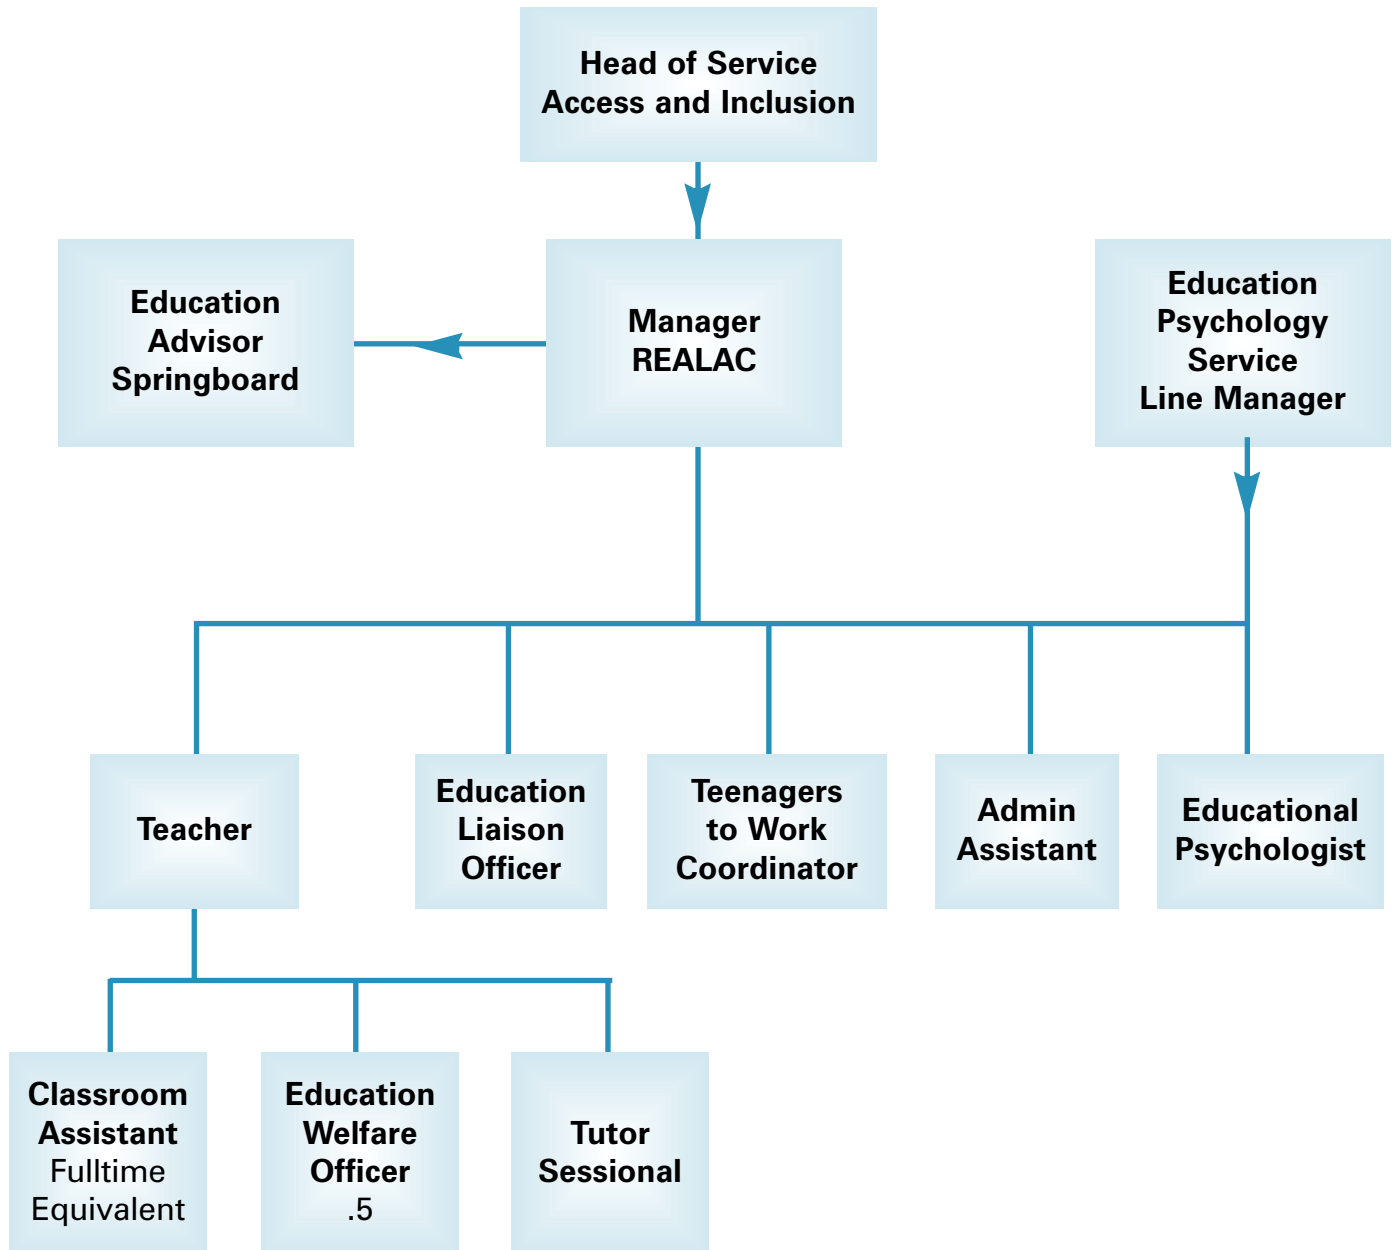 Head of Service
Access and Inclusion
Education
Advisor
Springboard
Manager
REALAC
Education
Psychology
Service
Line Manager
Teacher
Education
Liaison
Officer
Teenagers
to Work
Coordinator
Admin
Assistant
Educational
Psychologist
Classroom
Assistant
Fulltime
Equivalent
Education
Welfare
Officer
.5
Tutor
Sessional